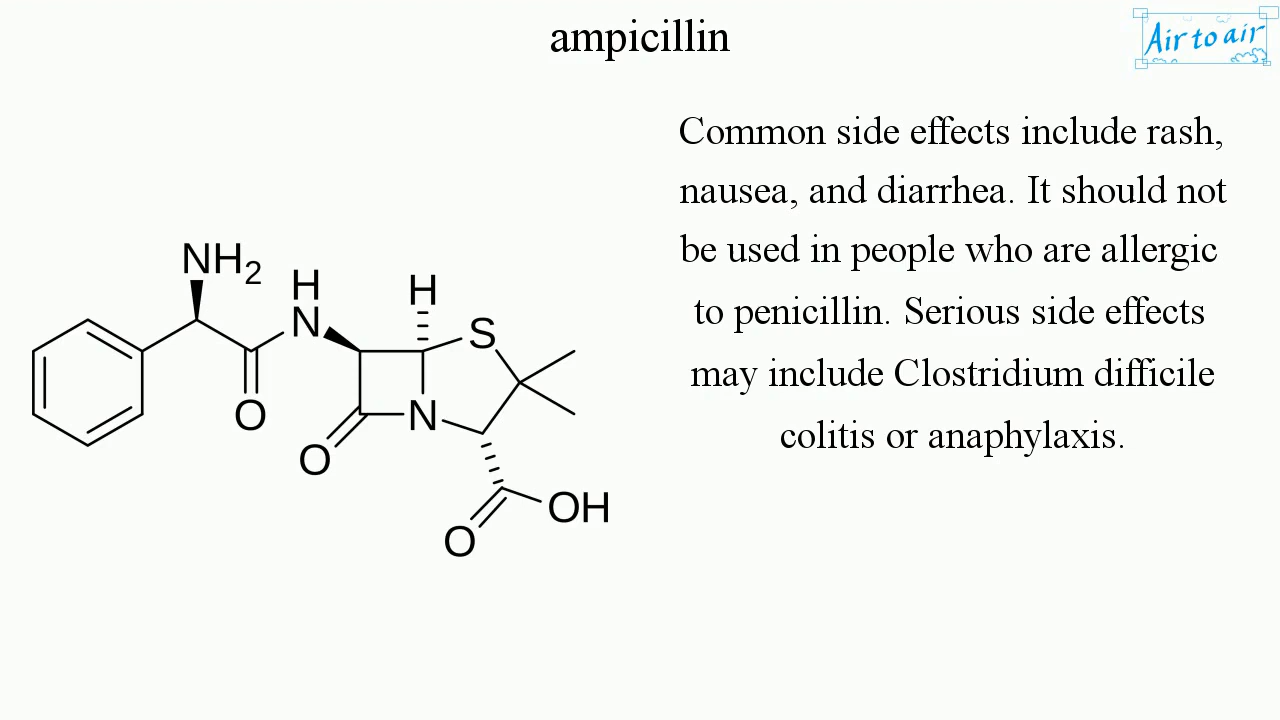 ampicillin
Air to air
Common side effects include rash,
nausea, and diarrhea. It should not
be used in people who are allergic
to penicillin. Serious side effects
may include Clostridium difficile
colitis or anaphylaxis.
NH2
H
N
H
S
O
N
O
OH
O